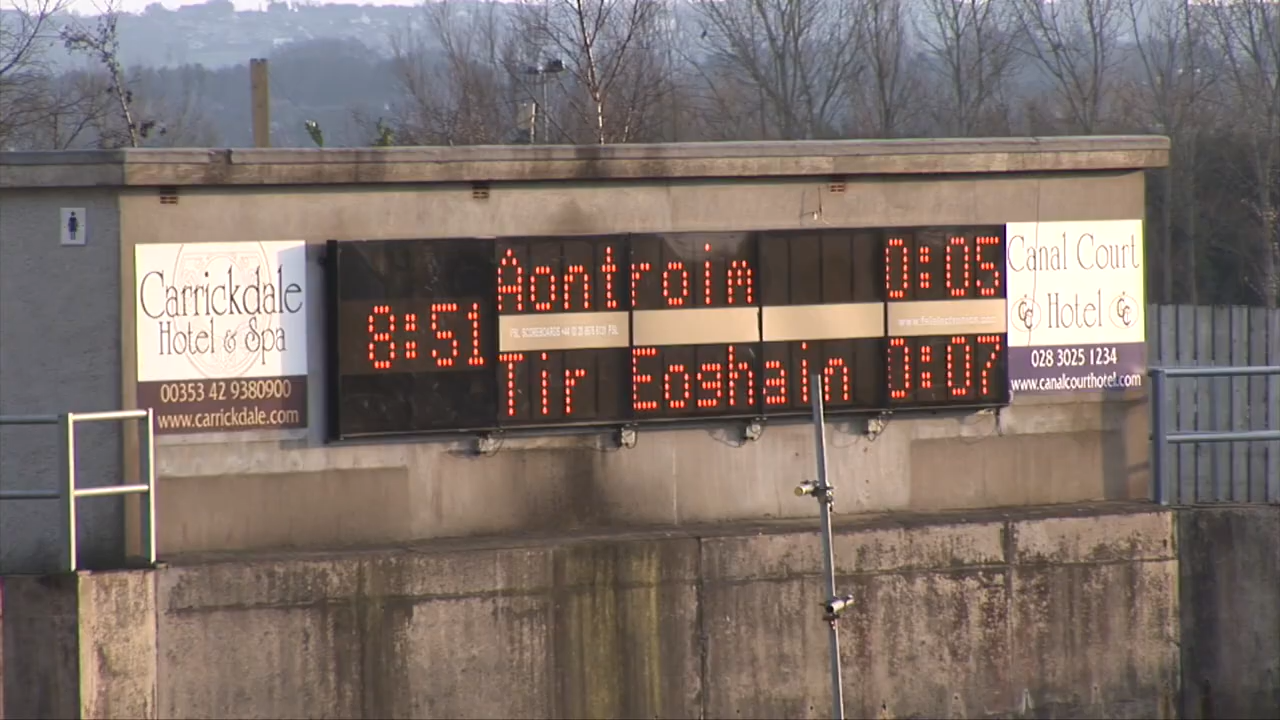 Carrickdale
Hotel & Spa
00353 42 9380900
www.carrickdale.com
8:51
Aontroim 0:05
Tir Eoghain 0:07
Canal Court
Hotel
028 3025 1234
www.canalcourthotel.com